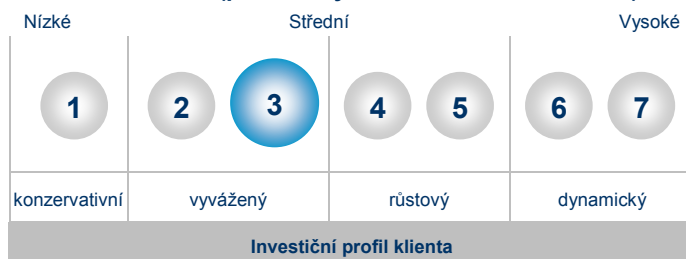 Nízké Střední Vysoké
1 2 3 4 5 6 7
konzervativní vyvážený růstový dynamický
Investiční profil klienta